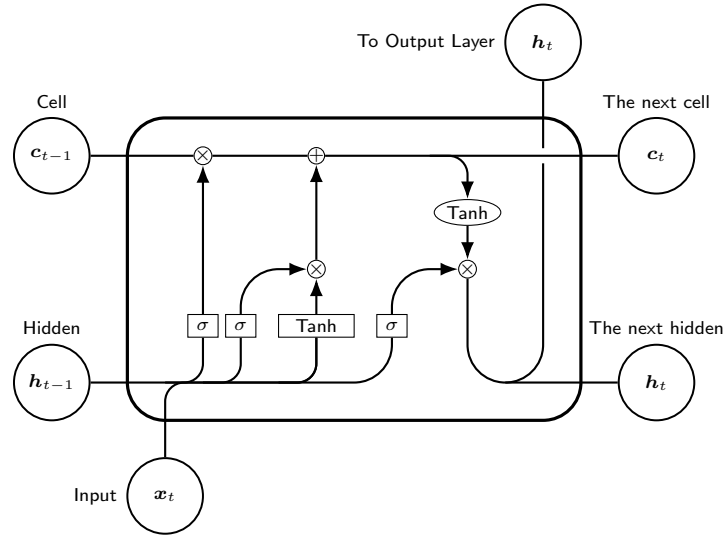 To Output Layer
h_t
Cell
The next cell
c_{t−1}
⊗
⊕
c_t
Tanh
⊗
⊗
Hidden
σ
σ
Tanh
σ
The next hidden
h_{t−1}
h_t
Input
x_t